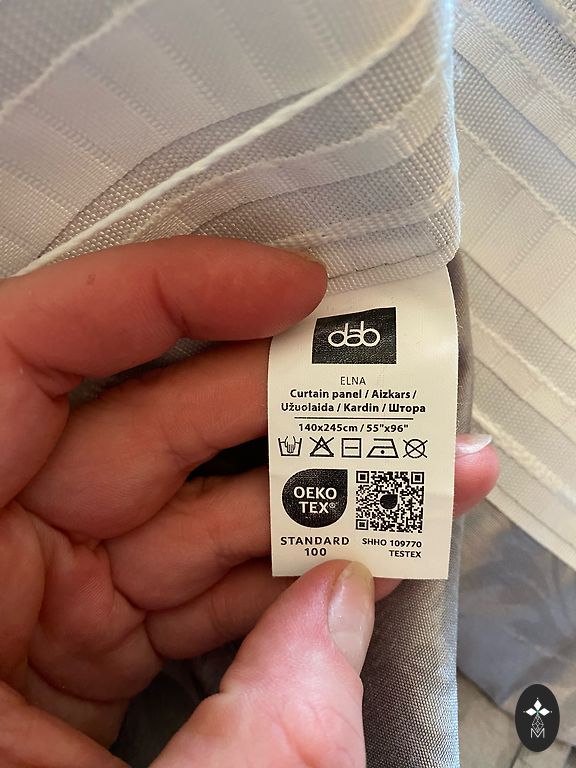 dab
ELNA
Curtain panel / Aizkars /
Užuolaida / Kardin / Штора
140x245cm / 55"x96"
OEKO
TEX®
STANDARD
100
SHHO 109770
TESTEX
M